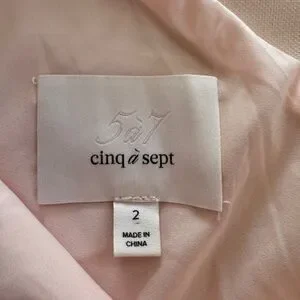 5à7
cinq à sept
2
MADE IN
CHINA